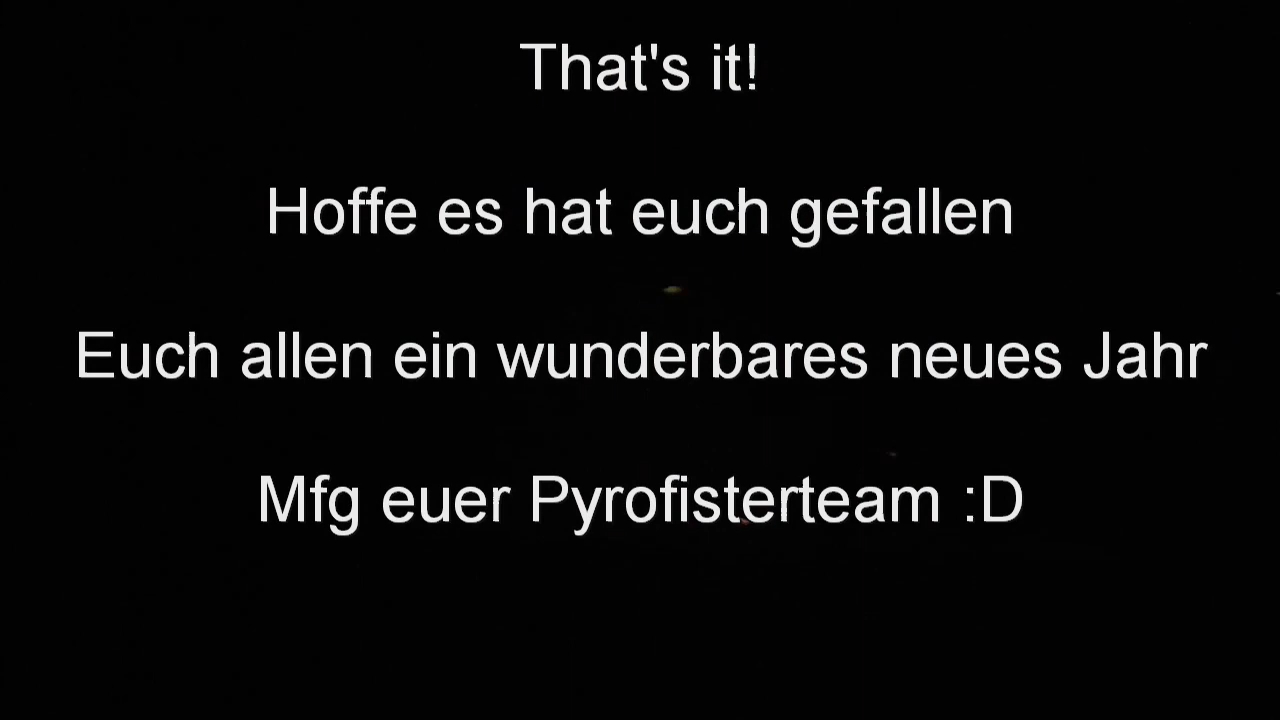 That's it!
Hoffe es hat euch gefallen
Euch allen ein wunderbares neues Jahr
Mfg euer Pyrofisterteam :D